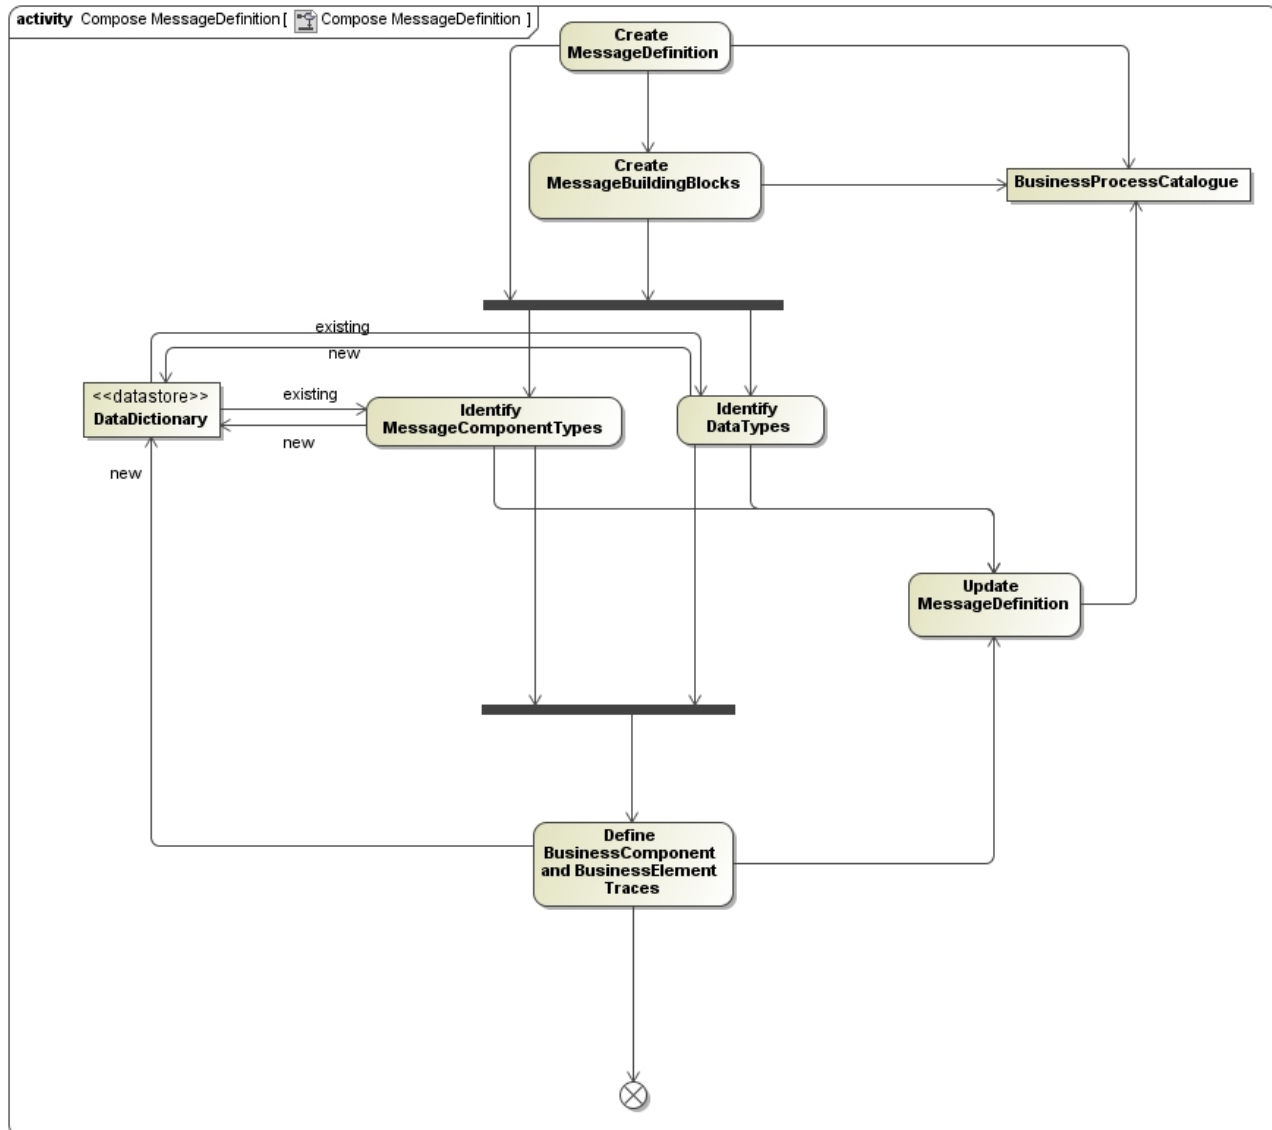 activity Compose MessageDefinition [ Compose MessageDefinition ]
Create
MessageDefinition
Create
MessageBuildingBlocks
BusinessProcessCatalogue
existing
new
<<datastore>>
DataDictionary
existing
new
new
Identify
MessageComponentTypes
Identify
DataTypes
Update
MessageDefinition
Define
BusinessComponent
and BusinessElement
Traces